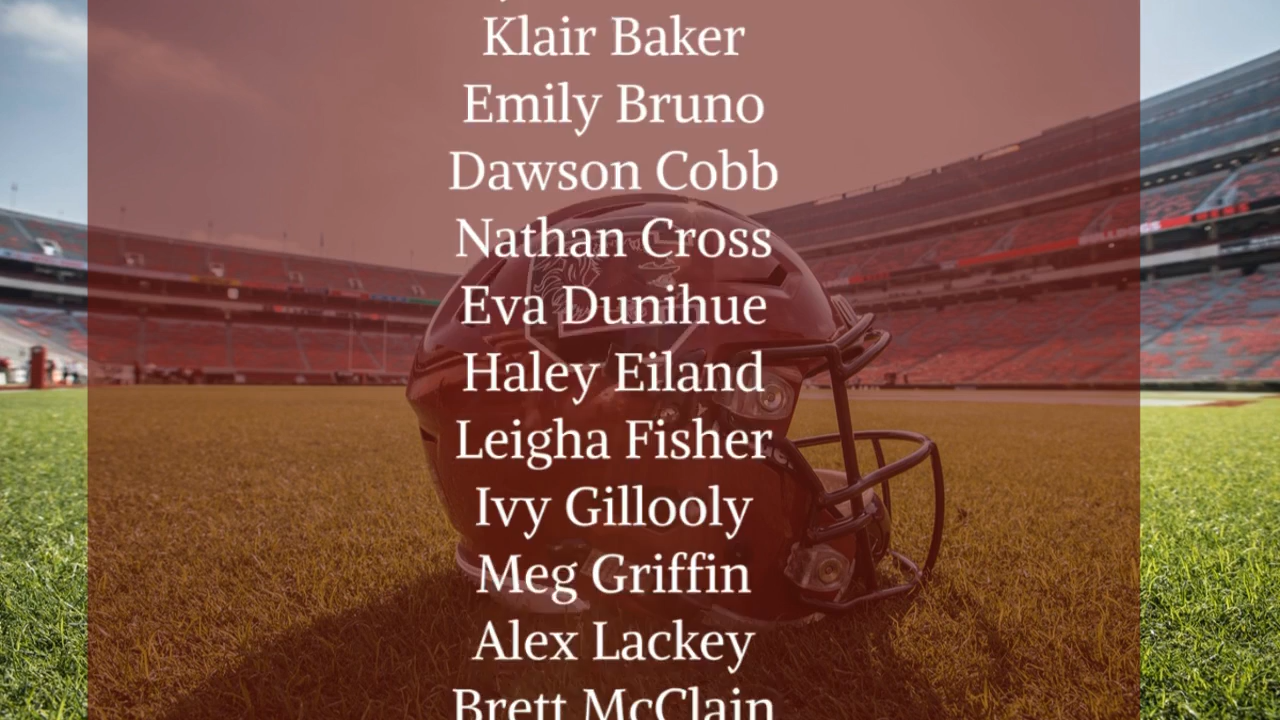 Klair Baker
Emily Bruno
Dawson Cobb
Nathan Cross
Eva Dunihue
Haley Eiland
Leigha Fisher
Ivy Gillooly
Meg Griffin
Alex Lackey
Brett McClain